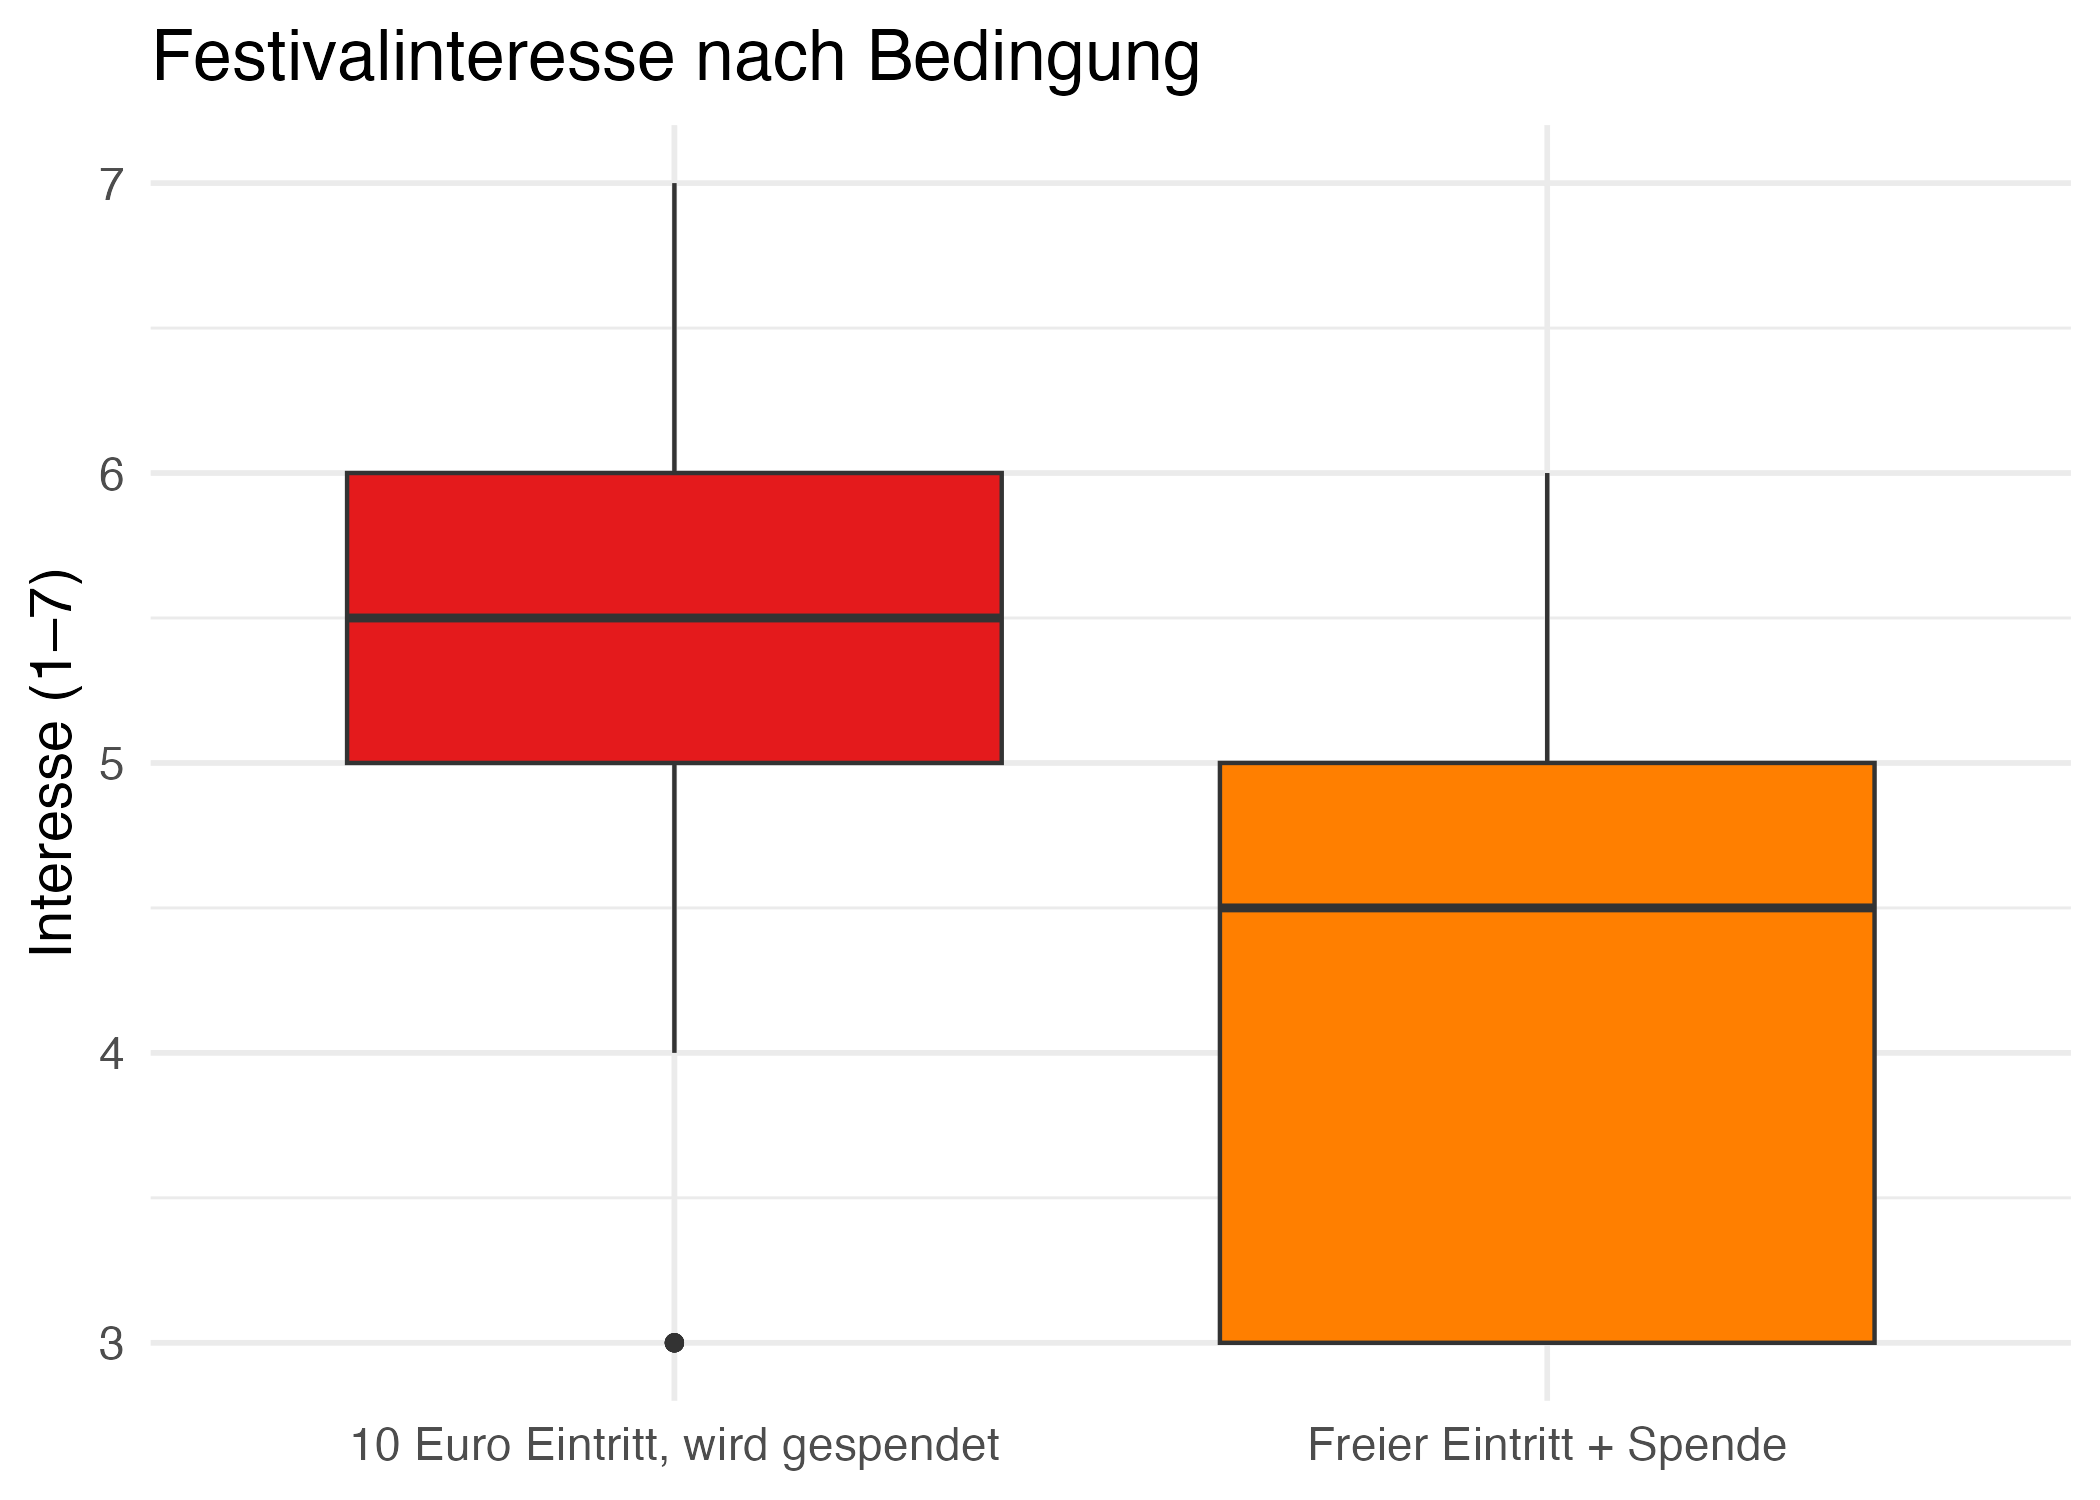 Festivalinteresse nach Bedingung
Interesse (1−7)
7
6
5
4
3
10 Euro Eintritt, wird gespendet
Freier Eintritt + Spende